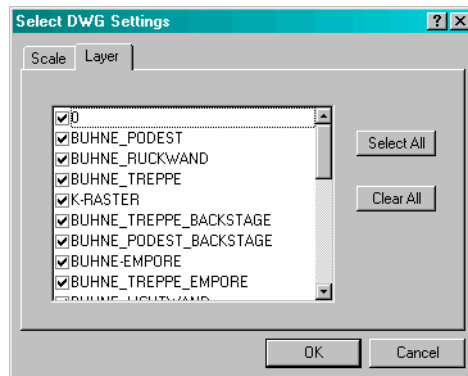 Select DWG Settings
Scale Layer
0
BUHNE_PODEST
BUHNE_RUCKWAND
BUHNE_TREPPE
K-RASTER
BUHNE_TREPPE_BACKSTAGE
BUHNE_PODEST_BACKSTAGE
BUHNE-EMPORE
BUHNE_TREPPE_EMPORE
Select All
Clear All
OK Cancel